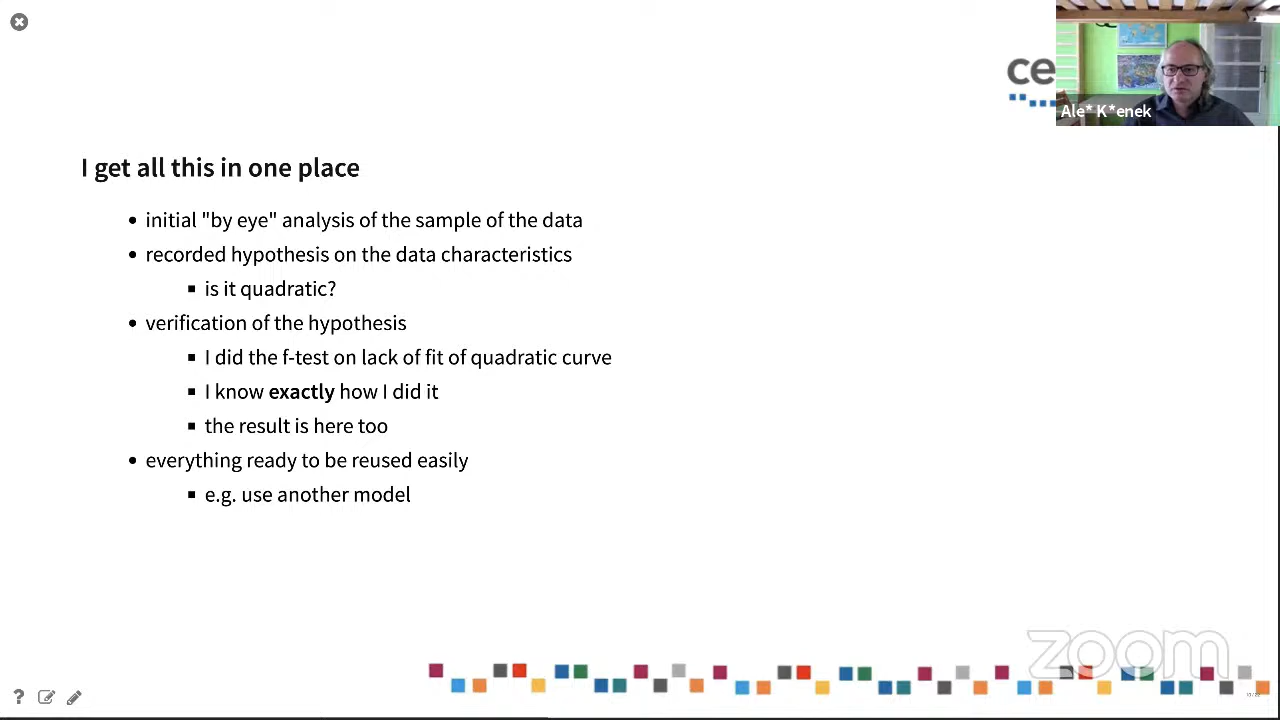 ce
Ale* K*enek
I get all this in one place
initial "by eye" analysis of the sample of the data
recorded hypothesis on the data characteristics
is it quadratic?
verification of the hypothesis
I did the f-test on lack of fit of quadratic curve
I know exactly how I did it
the result is here too
everything ready to be reused easily
e.g. use another model
zoom
?